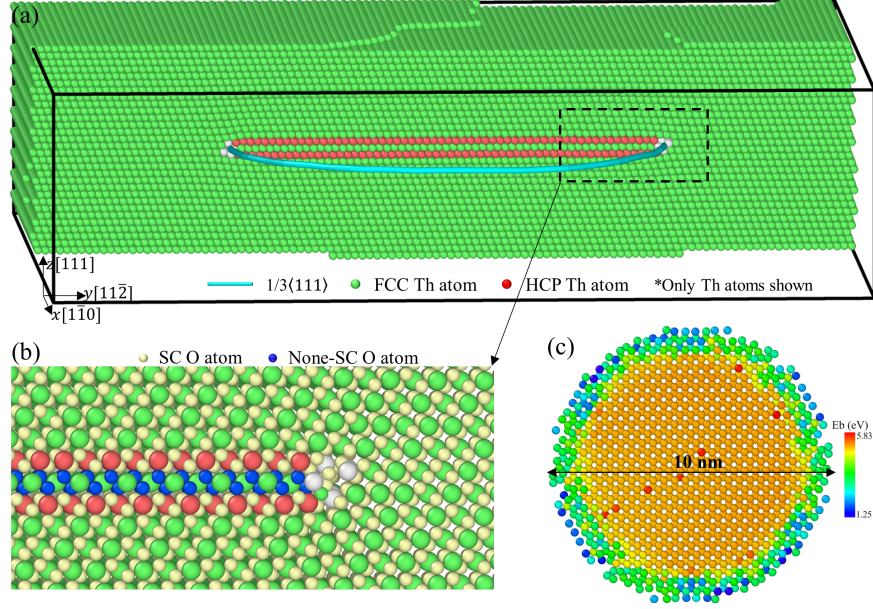 (a)
z[111]
y[112̅]
x[11̅0]
1/3⟨111⟩ FCC Th atom HCP Th atom *Only Th atoms shown
(b)
SC O atom None-SC O atom
(c)
Eb (eV)
5.83
10 nm
1.25